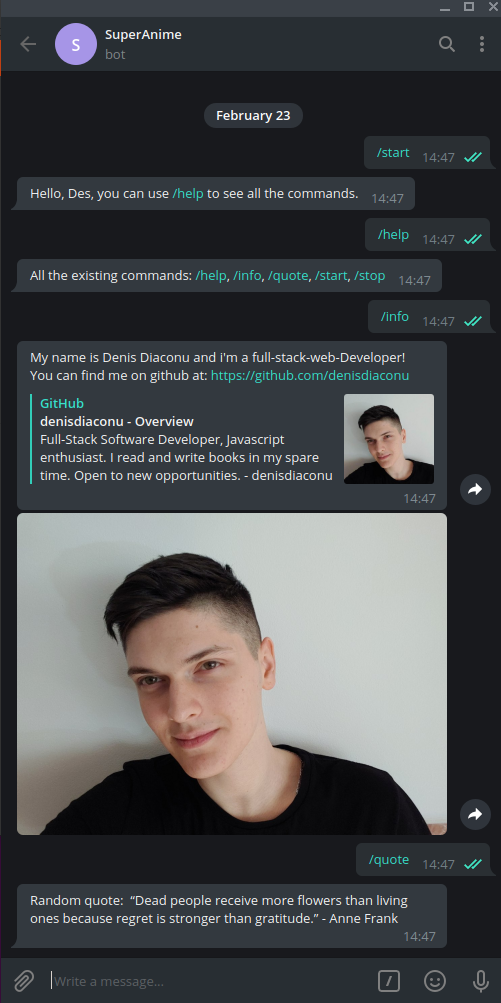 S
SuperAnime
bot
February 23
/start 14:47
Hello, Des, you can use /help to see all the commands. 14:47
/help 14:47
All the existing commands: /help, /info, /quote, /start, /stop 14:47
/info 14:47
My name is Denis Diaconu and i'm a full-stack-web-Developer!
You can find me on github at: https://github.com/denisdiaconu
GitHub
denisdiaconu - Overview
Full-Stack Software Developer, Javascript
enthusiast. I read and write books in my spare
time. Open to new opportunities. - denisdiaconu
14:47
/quote 14:47
Random quote:  “Dead people receive more flowers than living
ones because regret is stronger than gratitude.” - Anne Frank
14:47
Write a message...